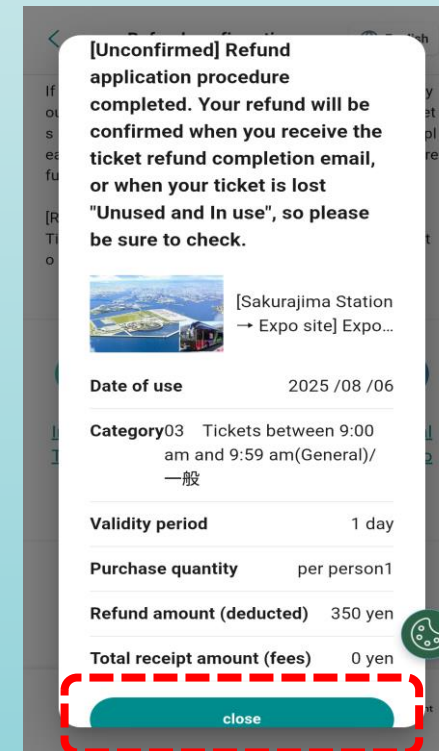 [Unconfirmed] Refund
application procedure
completed. Your refund will be
confirmed when you receive the
ticket refund completion email,
or when your ticket is lost
"Unused and In use", so please
be sure to check.
[Sakurajima Station
→ Expo site] Expo…
Date of use 2025 /08 /06
Category 03 Tickets between 9:00
am and 9:59 am(General)/
一般
Validity period 1 day
Purchase quantity per person1
Refund amount (deducted) 350 yen
Total receipt amount (fees) 0 yen
close